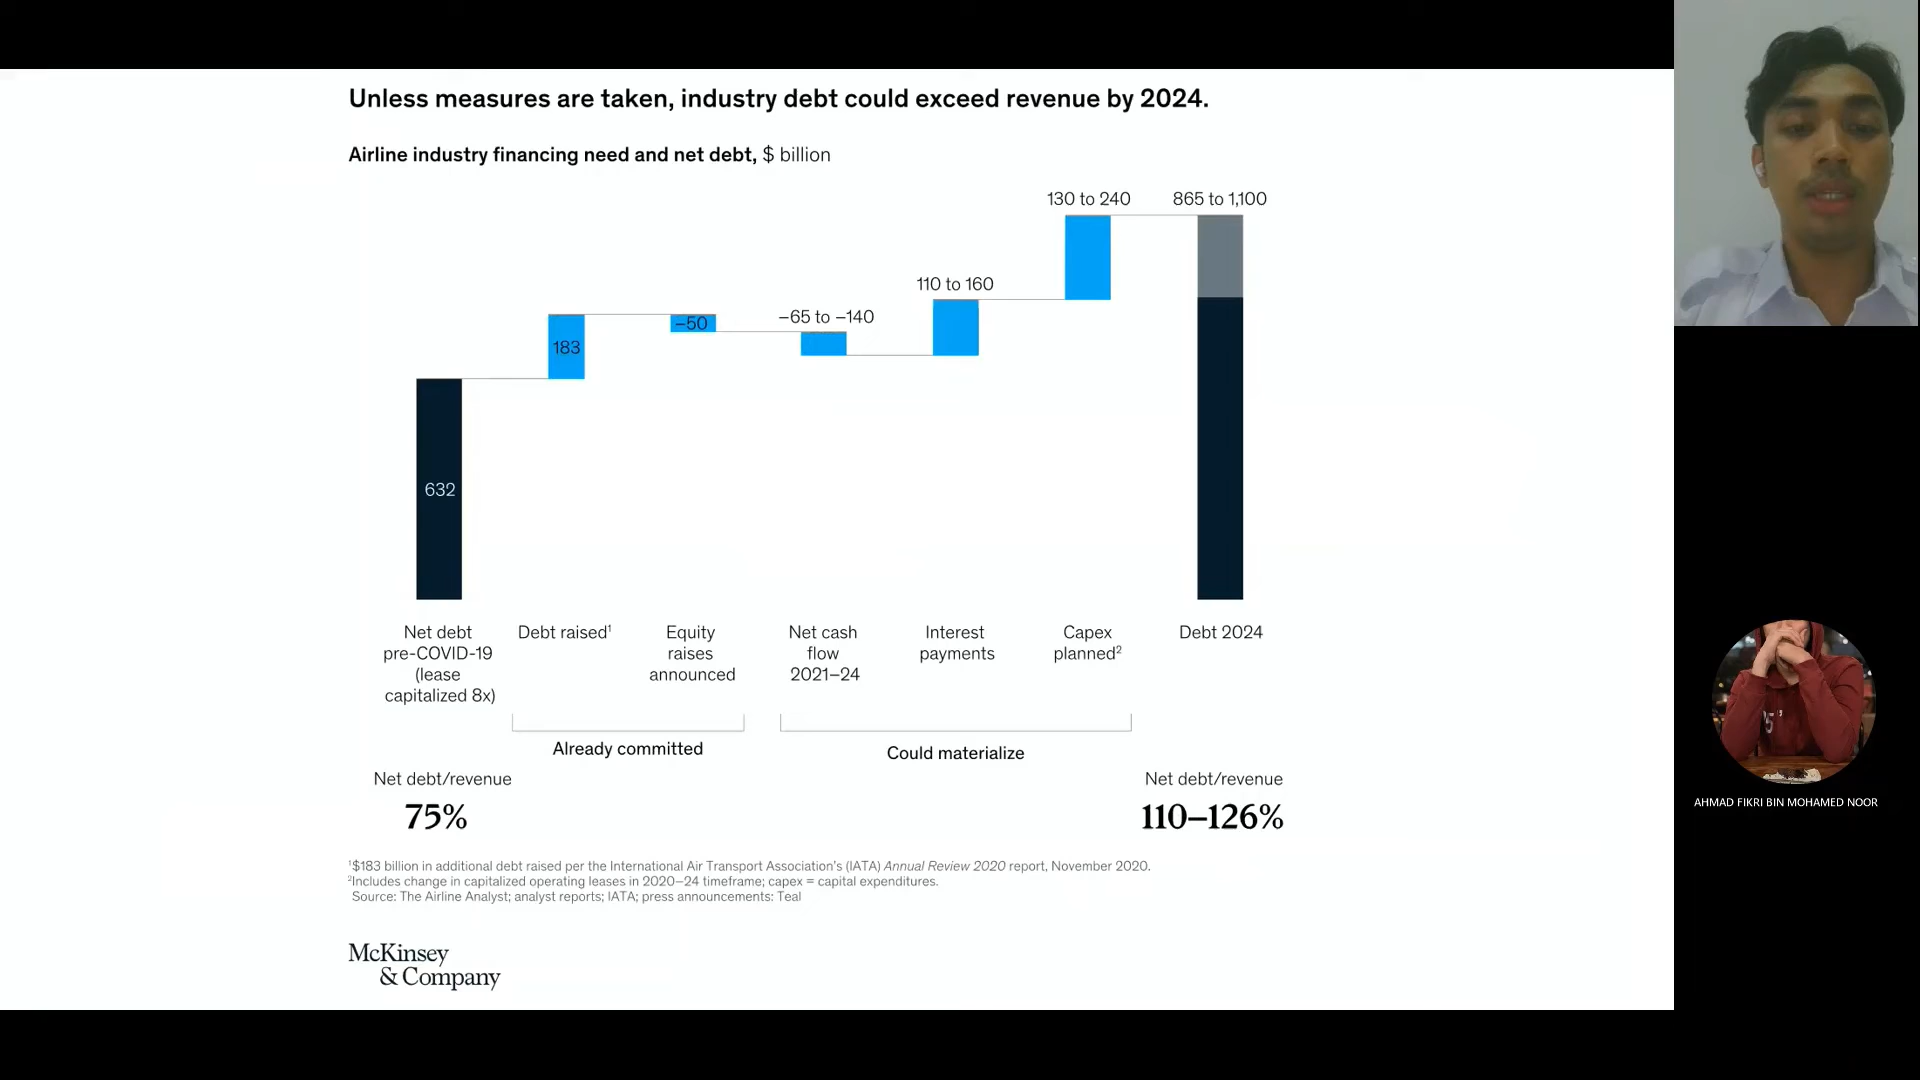 Unless measures are taken, industry debt could exceed revenue by 2024.
Airline industry financing need and net debt, $ billion
130 to 240
865 to 1,100
110 to 160
–65 to –140
–50
183
632
Net debt
pre-COVID-19
(lease
capitalized 8x)
Debt raised¹
Equity
raises
announced
Net cash
flow
2021–24
Interest
payments
Capex
planned²
Debt 2024
Already committed
Could materialize
Net debt/revenue
75%
Net debt/revenue
110–126%
¹$183 billion in additional debt raised per the International Air Transport Association's (IATA) Annual Review 2020 report, November 2020.
²Includes change in capitalized operating leases in 2020–24 timeframe; capex = capital expenditures.
Source: The Airline Analyst; analyst reports; IATA; press announcements: Teal
McKinsey
& Company
AHMAD FIKRI BIN MOHAMED NOOR